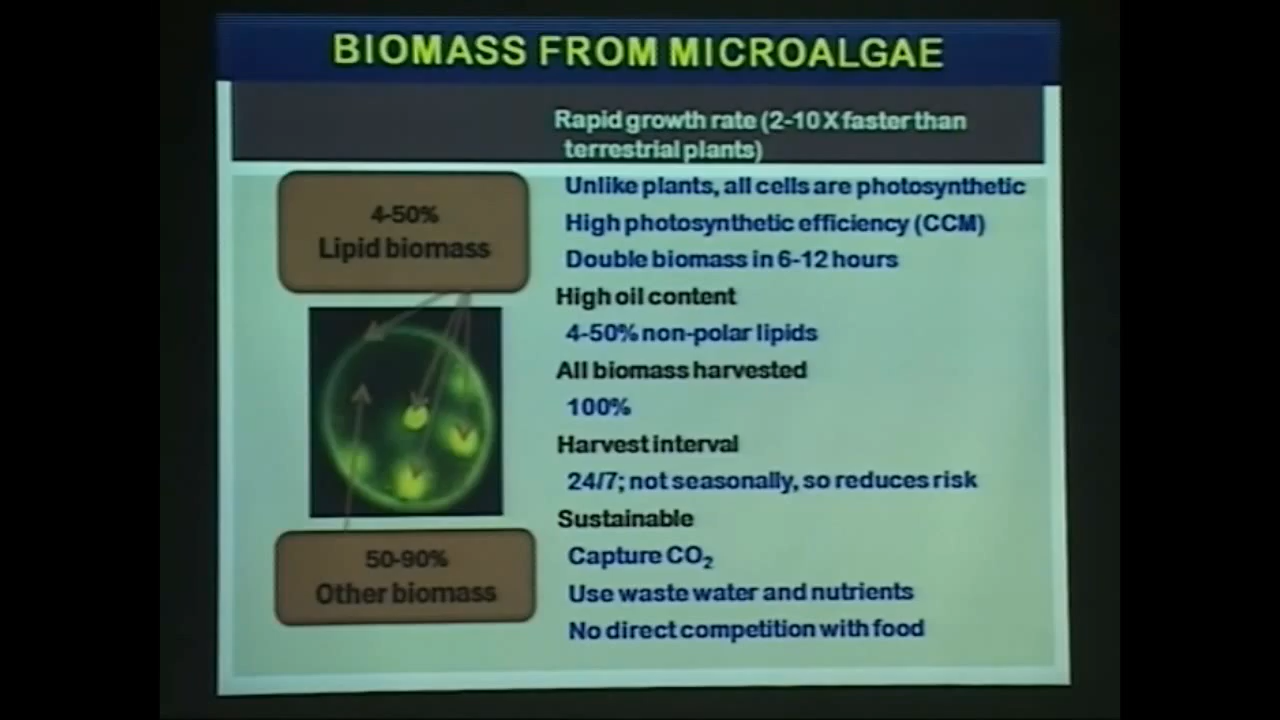 BIOMASS FROM MICROALGAE
Rapid growth rate (2-10 X faster than
terrestrial plants)
Unlike plants, all cells are photosynthetic
High photosynthetic efficiency (CCM)
Double biomass in 6-12 hours
High oil content
4-50% non-polar lipids
All biomass harvested
100%
Harvest interval
24/7; not seasonally, so reduces risk
Sustainable
Capture CO₂
Use waste water and nutrients
No direct competition with food
4-50%
Lipid biomass
50-90%
Other biomass